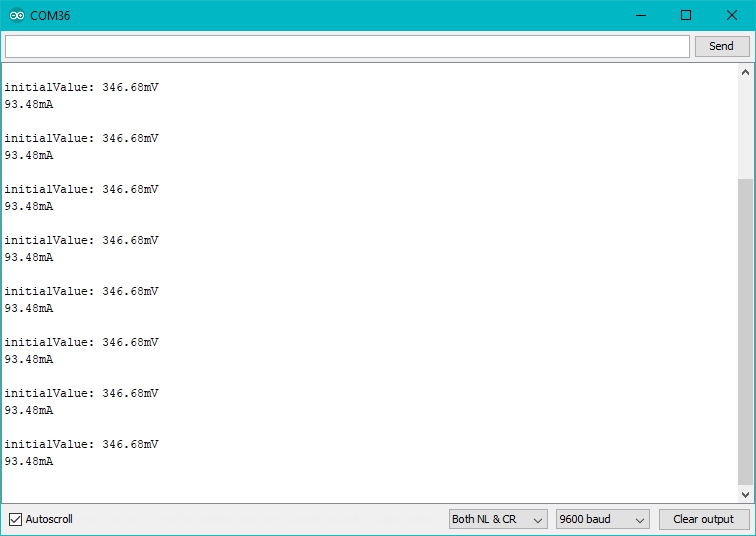 COM36
Send
initialValue: 346.68mV
93.48mA
initialValue: 346.68mV
93.48mA
initialValue: 346.68mV
93.48mA
initialValue: 346.68mV
93.48mA
initialValue: 346.68mV
93.48mA
initialValue: 346.68mV
93.48mA
initialValue: 346.68mV
93.48mA
initialValue: 346.68mV
93.48mA
Autoscroll Both NL & CR 9600 baud Clear output